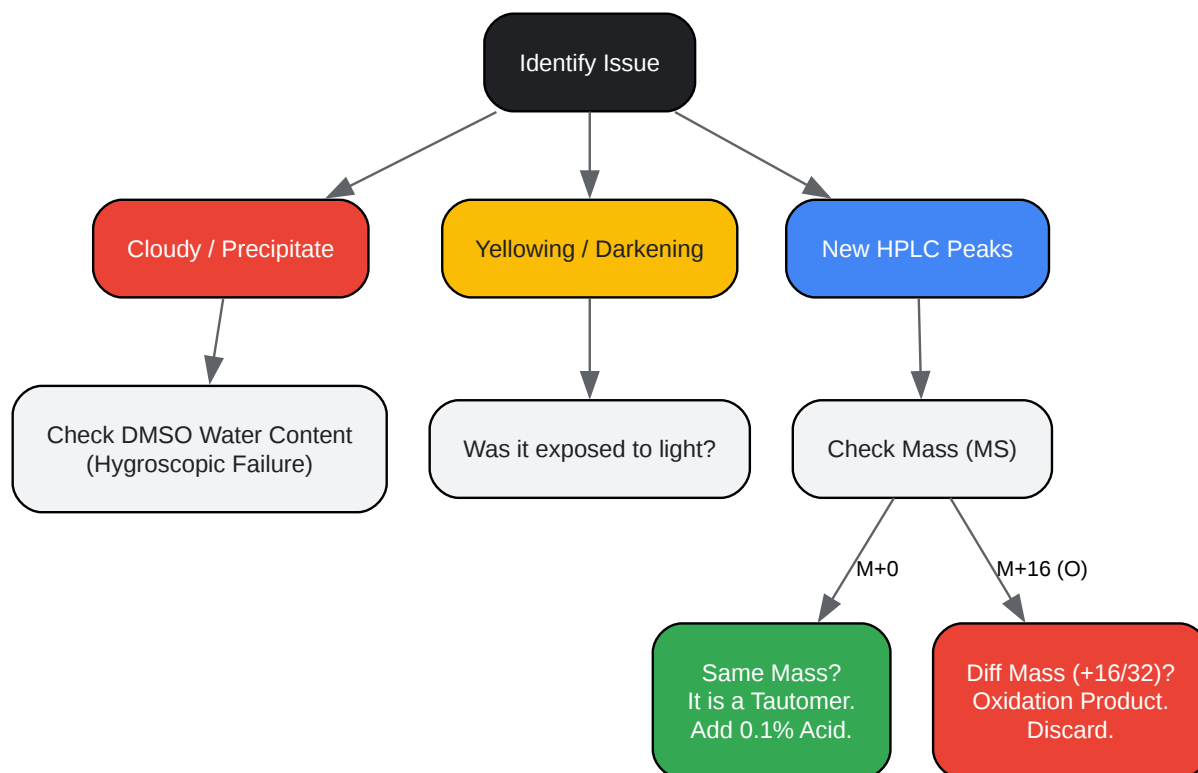 Identify Issue
Cloudy / Precipitate
Yellowing / Darkening
New HPLC Peaks
Check DMSO Water Content
(Hygroscopic Failure)
Was it exposed to light?
Check Mass (MS)
M+0
M+16 (O)
Same Mass?
It is a Tautomer.
Add 0.1% Acid.
Diff Mass (+16/32)?
Oxidation Product.
Discard.